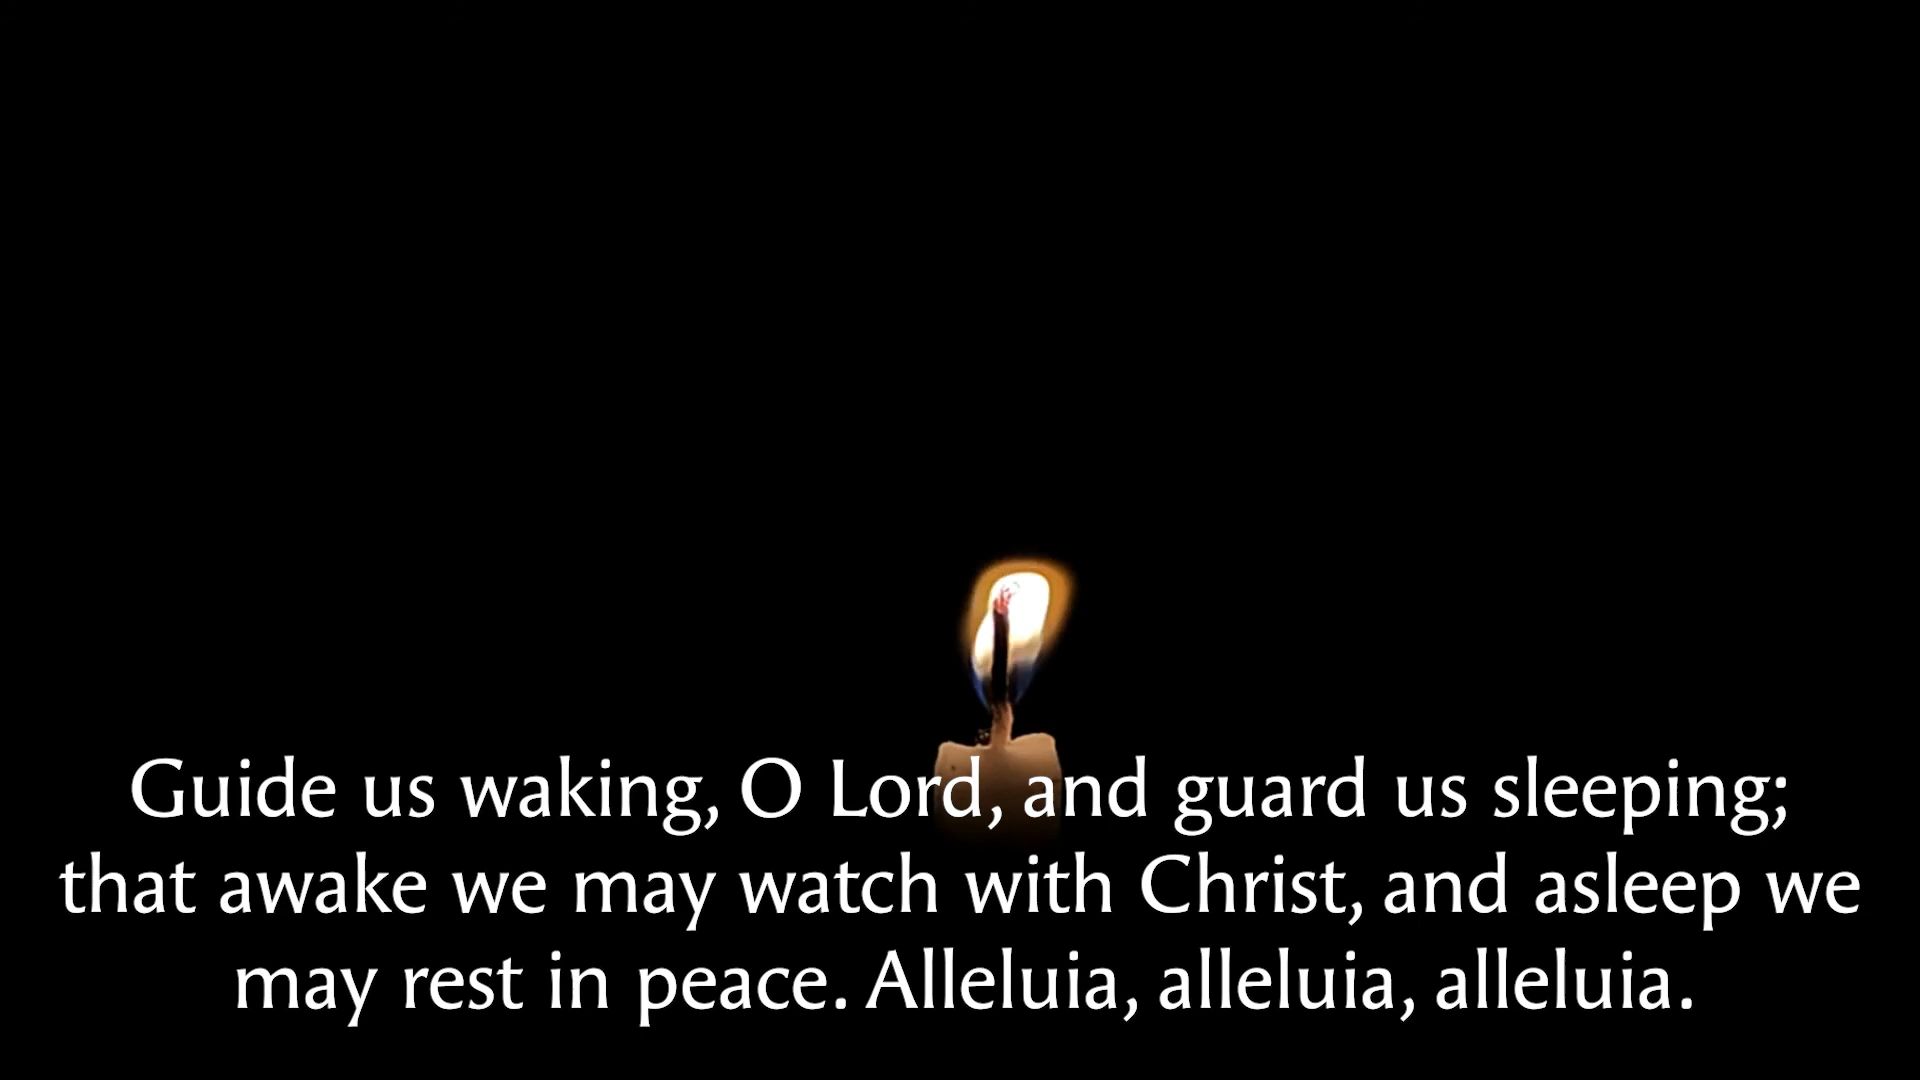 Guide us waking, O Lord, and guard us sleeping;
that awake we may watch with Christ, and asleep we
may rest in peace. Alleluia, alleluia, alleluia.